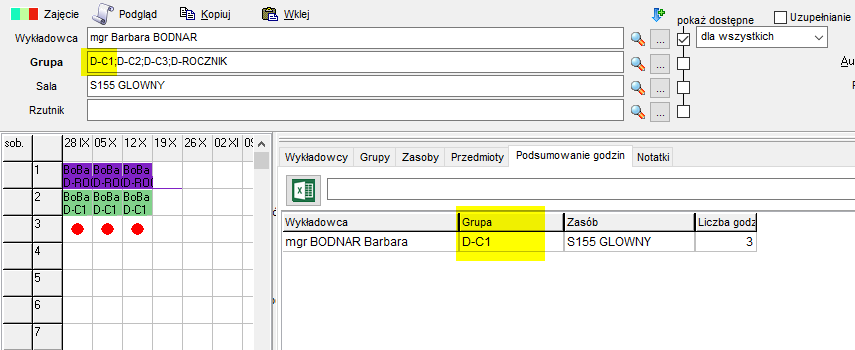 Zajęcie Podgląd Kopiuj Wklej
pokaż dostępne Uzupełnianie
Wykładowca mgr Barbara BODNAR ... dla wszystkich
Grupa D-C1;D-C2;D-C3;D-ROCZNIK ...
Sala S155 GLOWNY ...
Rzutnik ...
sob. 28 IX 05 X 12 X 19 X 26 X 02 XI 09
1 BoBa BoBa BoBa
D-RO D-RO D-RO
2 BoBa BoBa BoBa
D-C1 D-C1 D-C1
3
4
5
6
7
Wykładowcy Grupy Zasoby Przedmioty Podsumowanie godzin Notatki
Wykładowca Grupa Zasób Liczba godz
mgr BODNAR Barbara D-C1 S155 GLOWNY 3